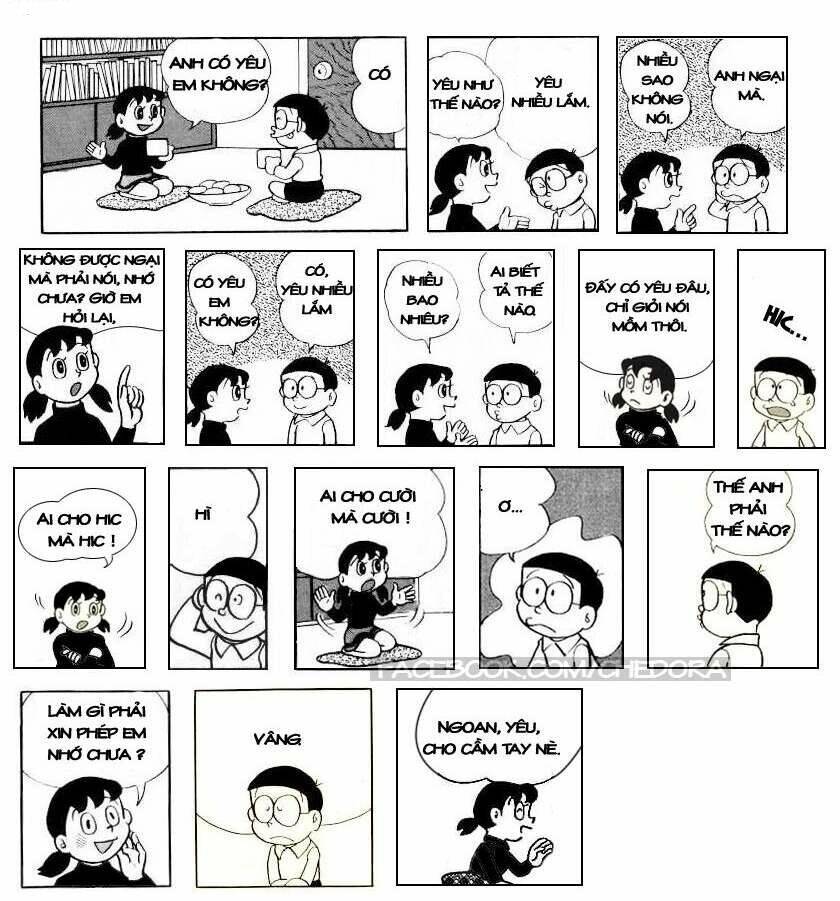 ANH CÓ YÊU
EM KHÔNG?
CÓ
YÊU NHƯ
THẾ NÀO?
YÊU
NHIỀU LẮM.
NHIỀU
SAO
KHÔNG
NÓI.
ANH NGẠI
MÀ.
KHÔNG ĐƯỢC NGẠI
MÀ PHẢI NÓI, NHỚ
CHƯA? GIỜ EM
HỎI LẠI,
CÓ YÊU
EM
KHÔNG?
CÓ,
YÊU NHIỀU
LẮM
NHIỀU
BAO
NHIÊU?
AI BIẾT
TẢ THẾ
NÀO.
ĐẤY CÓ YÊU ĐÂU,
CHỈ GIỎI NÓI
MỒM THÔI.
HIC...
AI CHO HIC
MÀ HIC !
HÌ
AI CHO CƯỜI
MÀ CƯỜI !
Ơ...
THẾ ANH
PHẢI
THẾ NÀO?
FACEBOOK.COM/CHEDORA
LÀM GÌ PHẢI
XIN PHÉP EM
NHỚ CHƯA ?
VÂNG.
NGOAN, YÊU,
CHO CẦM TAY NÈ.